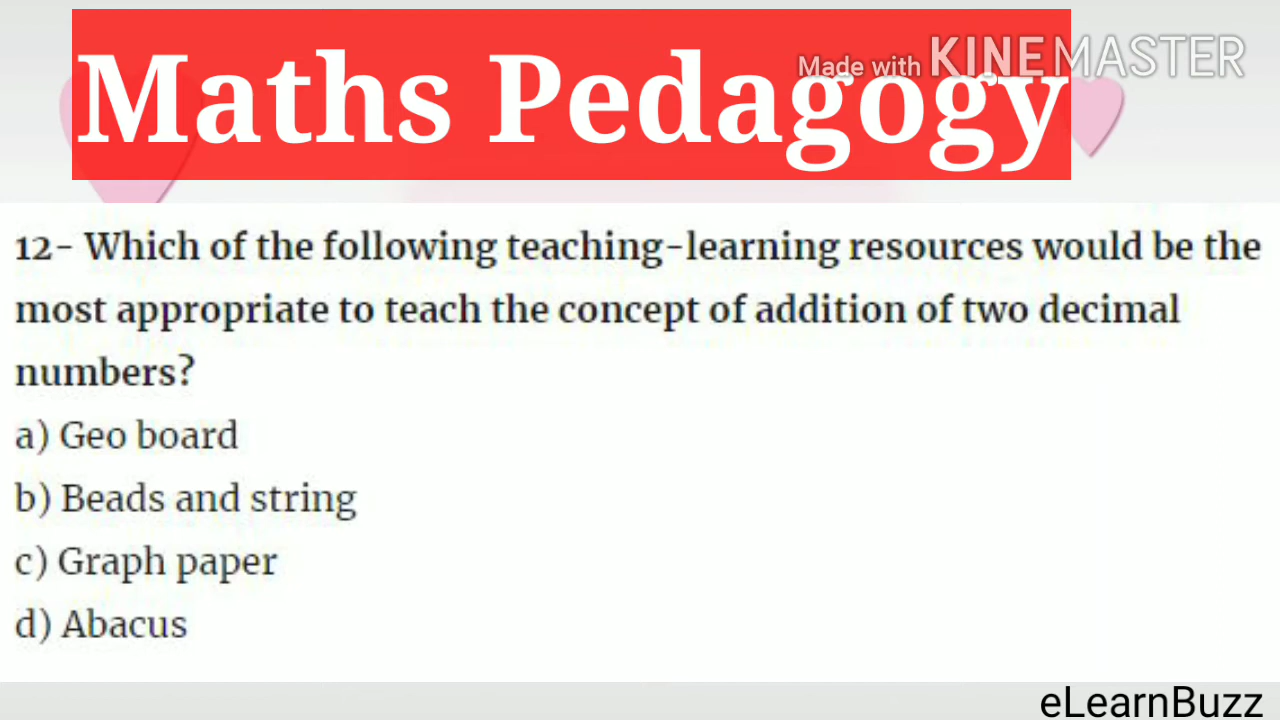 Maths Pedagogy
Made with KINEMASTER
12- Which of the following teaching-learning resources would be the
most appropriate to teach the concept of addition of two decimal
numbers?
a) Geo board
b) Beads and string
c) Graph paper
d) Abacus
eLearnBuzz